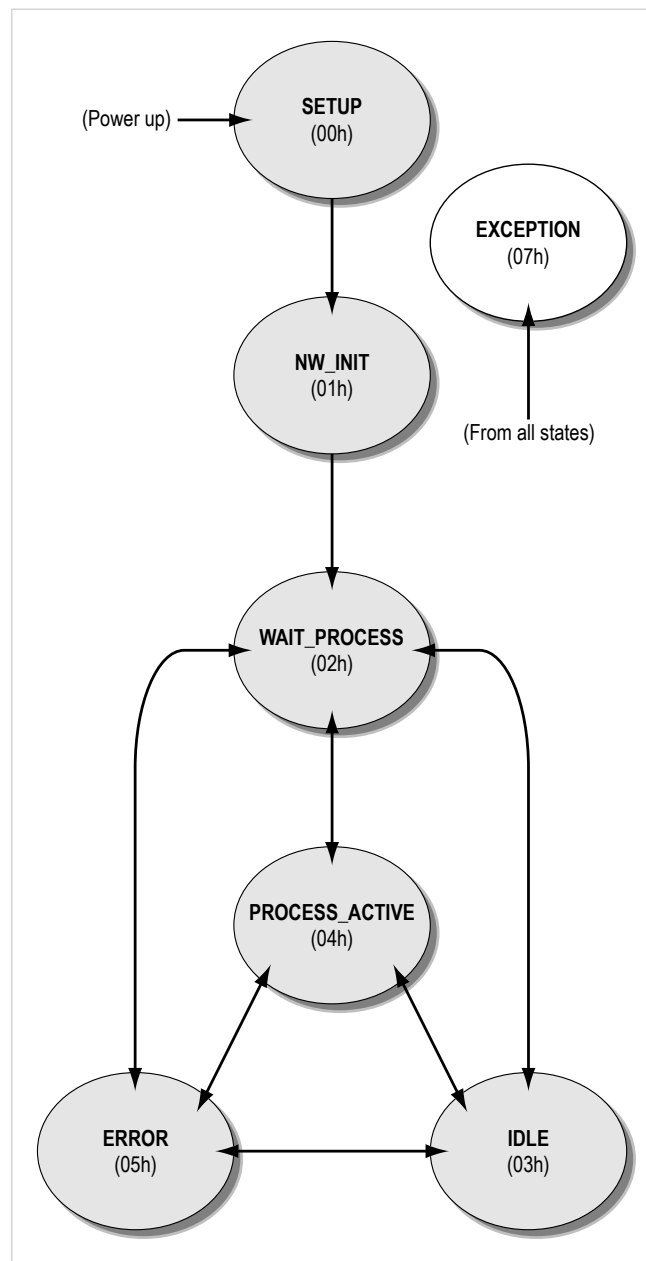 SETUP
(00h)
(Power up)
EXCEPTION
(07h)
NW_INIT
(01h)
(From all states)
WAIT_PROCESS
(02h)
PROCESS_ACTIVE
(04h)
ERROR
(05h)
IDLE
(03h)